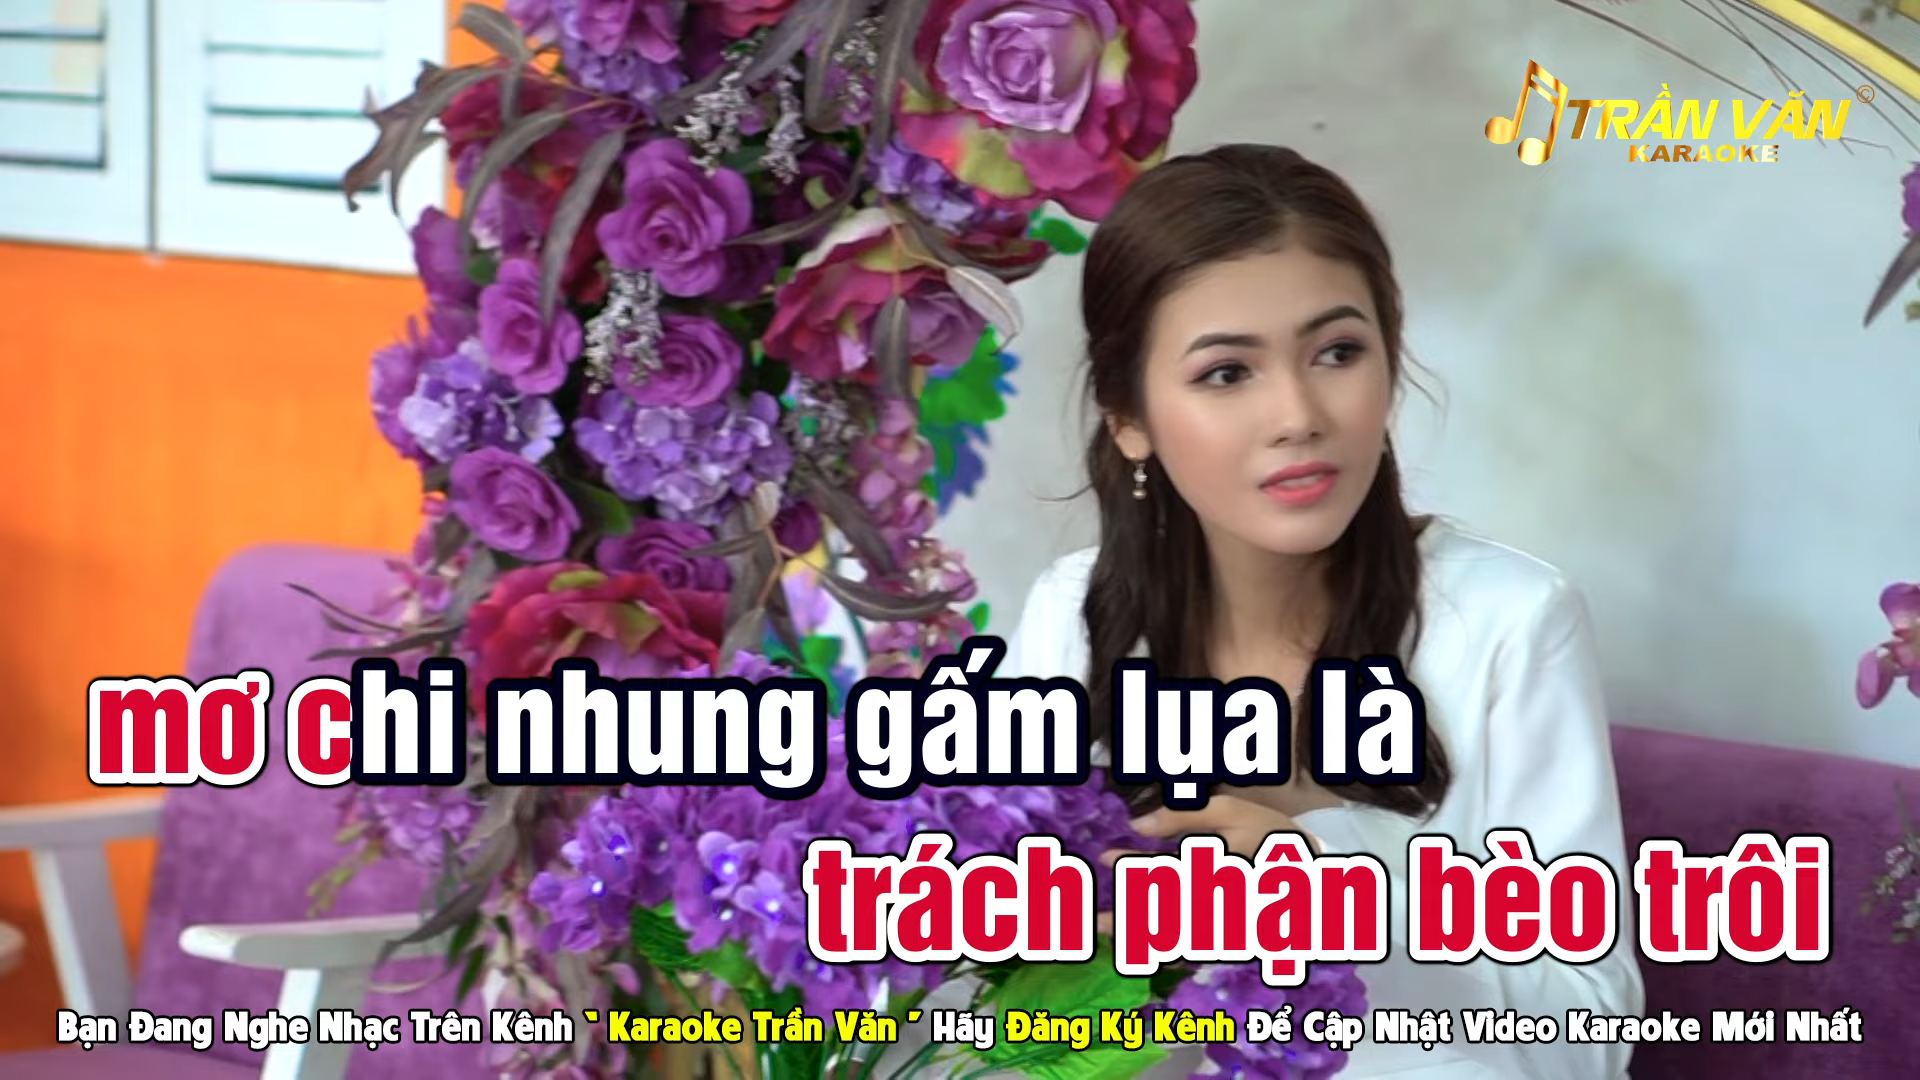 TRẦN VĂN ©
KARAOKE
mơ chi nhung gấm lụa là
trách phận bèo trôi
Bạn Đang Nghe Nhạc Trên Kênh " Karaoke Trần Văn " Hãy Đăng Ký Kênh Để Cập Nhật Video Karaoke Mới Nhất